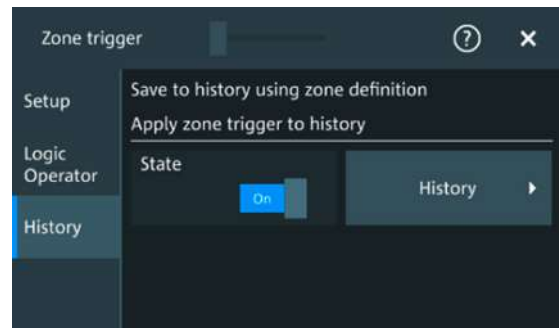 Zone trigger
?
Setup
Logic
Operator
History
Save to history using zone definition
Apply zone trigger to history
State
On
History